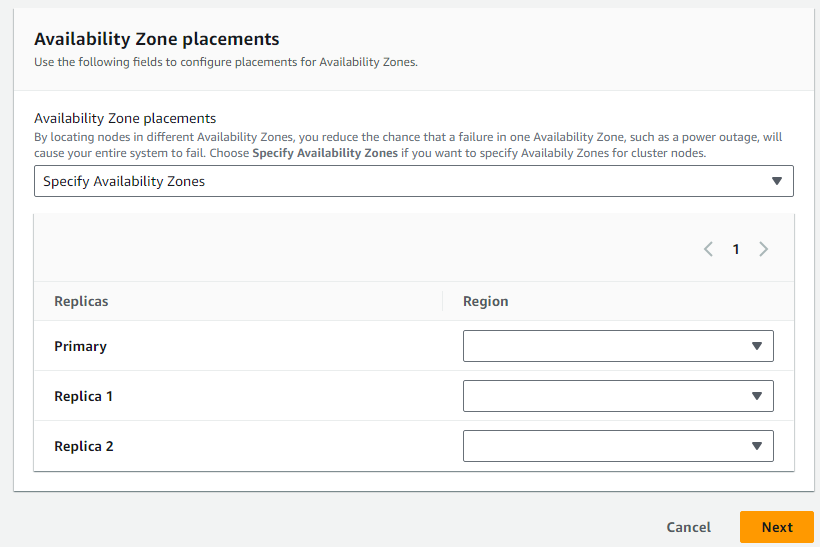 Availability Zone placements
Use the following fields to configure placements for Availability Zones.
Availability Zone placements
By locating nodes in different Availability Zones, you reduce the chance that a failure in one Availability Zone, such as a power outage, will
cause your entire system to fail. Choose Specify Availability Zones if you want to specify Availabily Zones for cluster nodes.
Specify Availability Zones
1
Replicas Region
Primary
Replica 1
Replica 2
Cancel Next